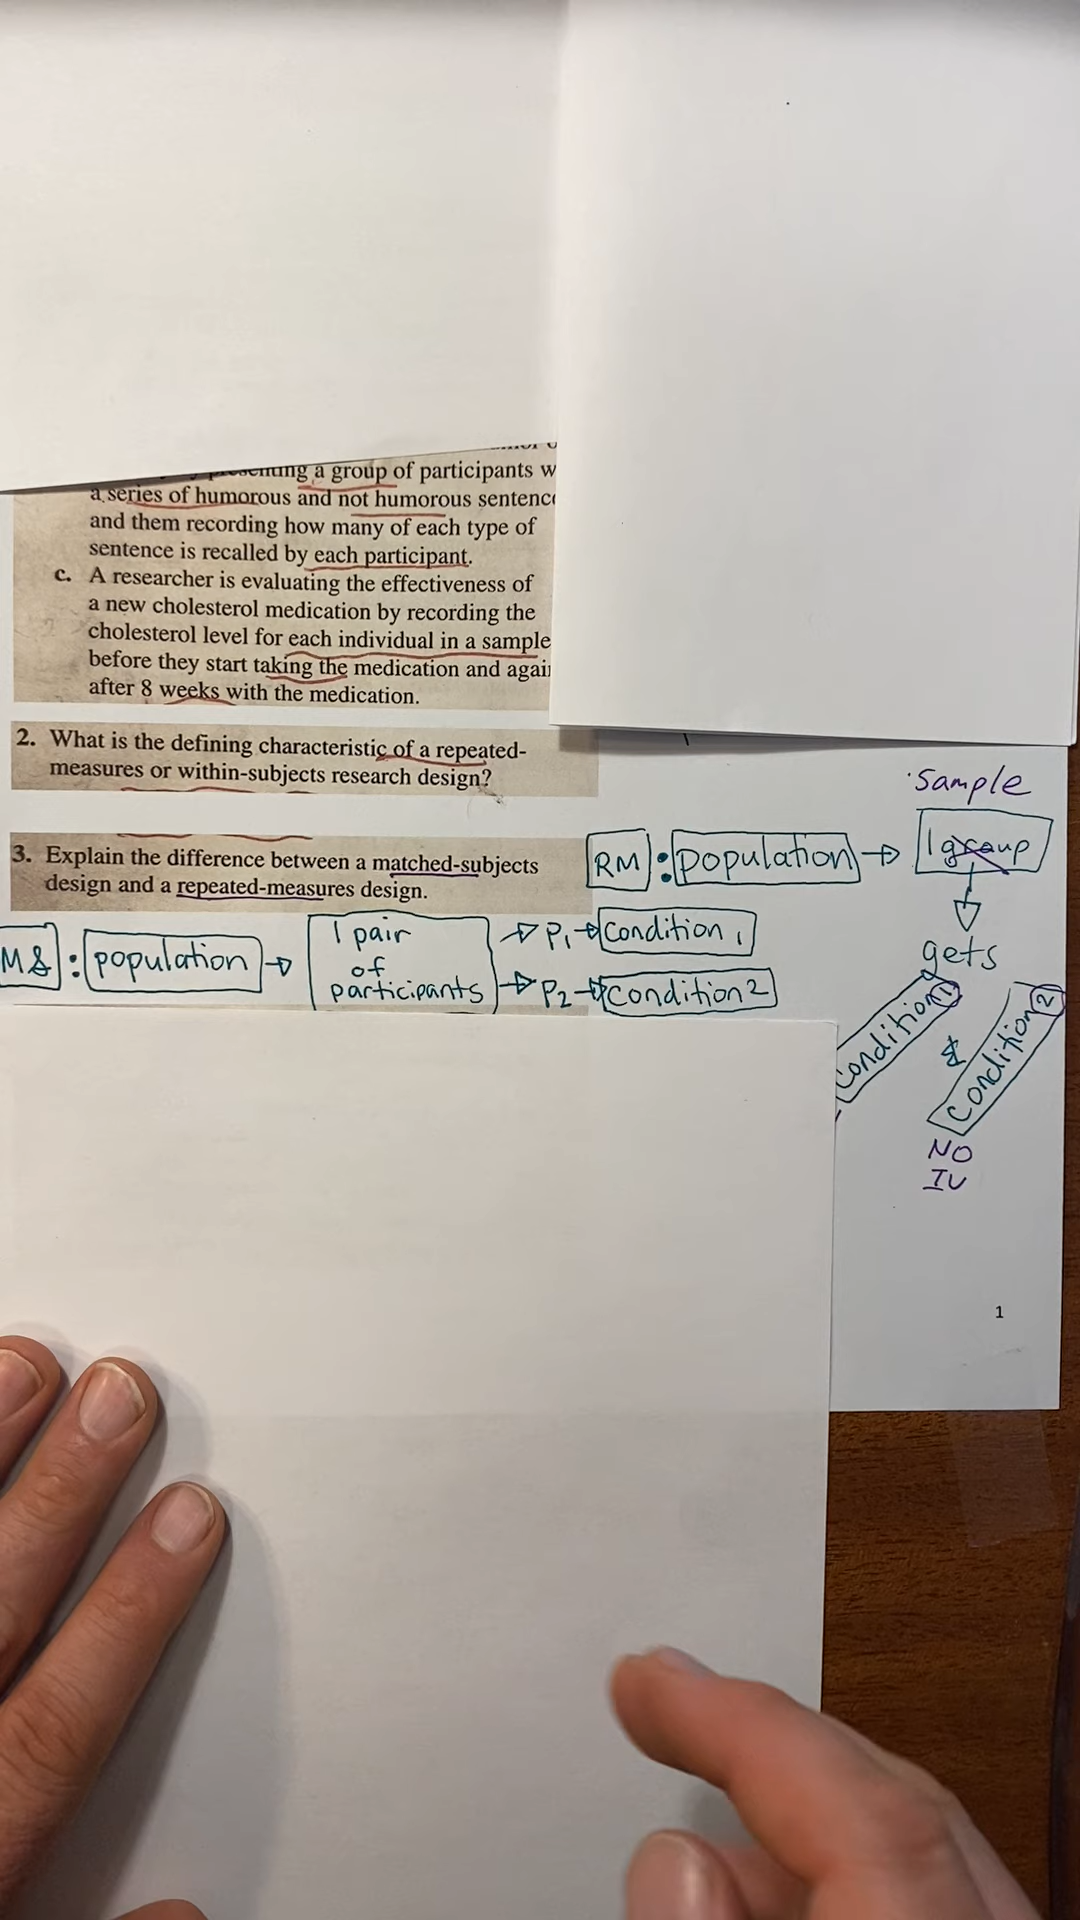 a group of participants w
a series of humorous and not humorous sentenc
and them recording how many of each type of
sentence is recalled by each participant.
c. A researcher is evaluating the effectiveness of
a new cholesterol medication by recording the
cholesterol level for each individual in a sample
before they start taking the medication and agai
after 8 weeks with the medication.
2. What is the defining characteristic of a repeated-
measures or within-subjects research design?
3. Explain the difference between a matched-subjects
design and a repeated-measures design.
Sample
RM : population → 1 group
gets
Condition 1
&
Condition 2
NO
MS : population → 1 pair
of
participants
→ P1 → Condition 1
→ P2 → Condition 2
1